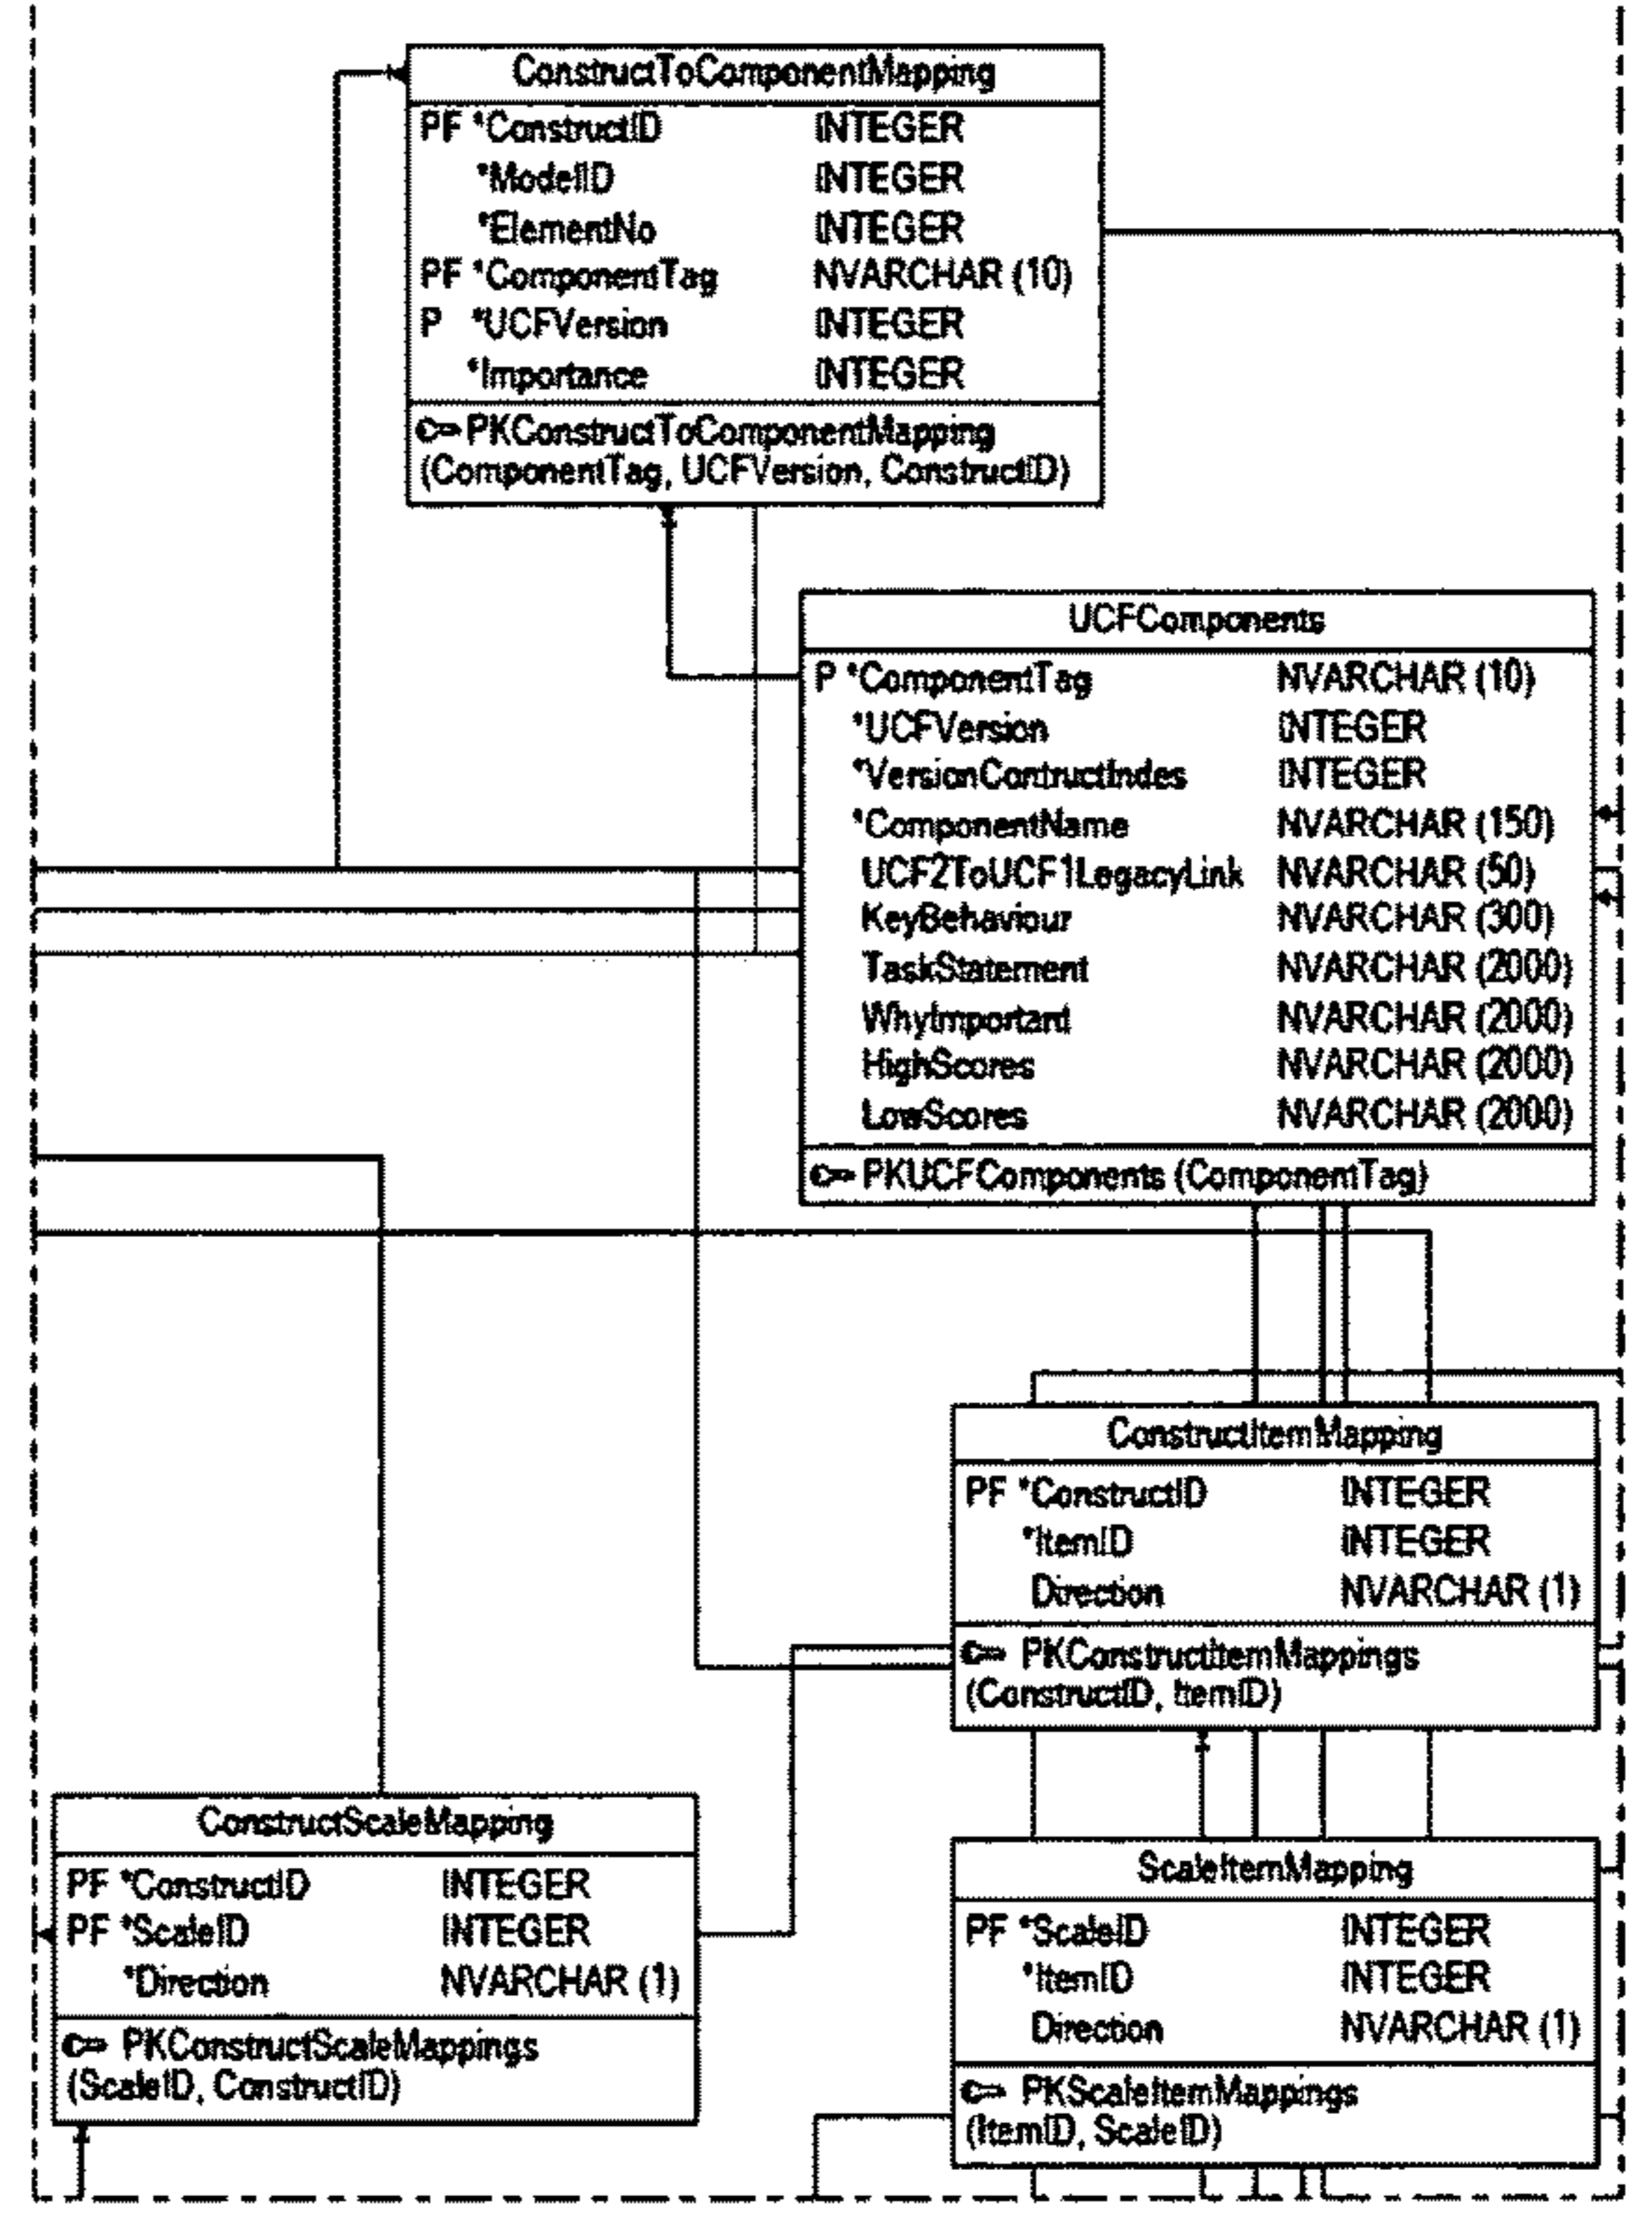 ConstructToComponentMapping
PF *ConstructID INTEGER
*ModelID INTEGER
*ElementNo INTEGER
PF *ComponentTag NVARCHAR (10)
P *UCFVersion INTEGER
*Importance INTEGER
PKConstructToComponentMapping
(ComponentTag, UCFVersion, ConstructID)
UCFComponents
P *ComponentTag NVARCHAR (10)
*UCFVersion INTEGER
*VersionContructIndes INTEGER
*ComponentName NVARCHAR (150)
UCF2ToUCF1LegacyLink NVARCHAR (50)
KeyBehaviour NVARCHAR (300)
TaskStatement NVARCHAR (2000)
WhyImportant NVARCHAR (2000)
HighScores NVARCHAR (2000)
LowScores NVARCHAR (2000)
PKUCFComponents (ComponentTag)
ConstructItemMapping
PF *ConstructID INTEGER
*ItemID INTEGER
Direction NVARCHAR (1)
PKConstructItemMappings
(ConstructID, ItemID)
ConstructScaleMapping
PF *ConstructID INTEGER
PF *ScaleID INTEGER
*Direction NVARCHAR (1)
PKConstructScaleMappings
(ScaleID, ConstructID)
ScaleItemMapping
PF *ScaleID INTEGER
*ItemID INTEGER
Direction NVARCHAR (1)
PKScaleItemMappings
(ItemID, ScaleID)